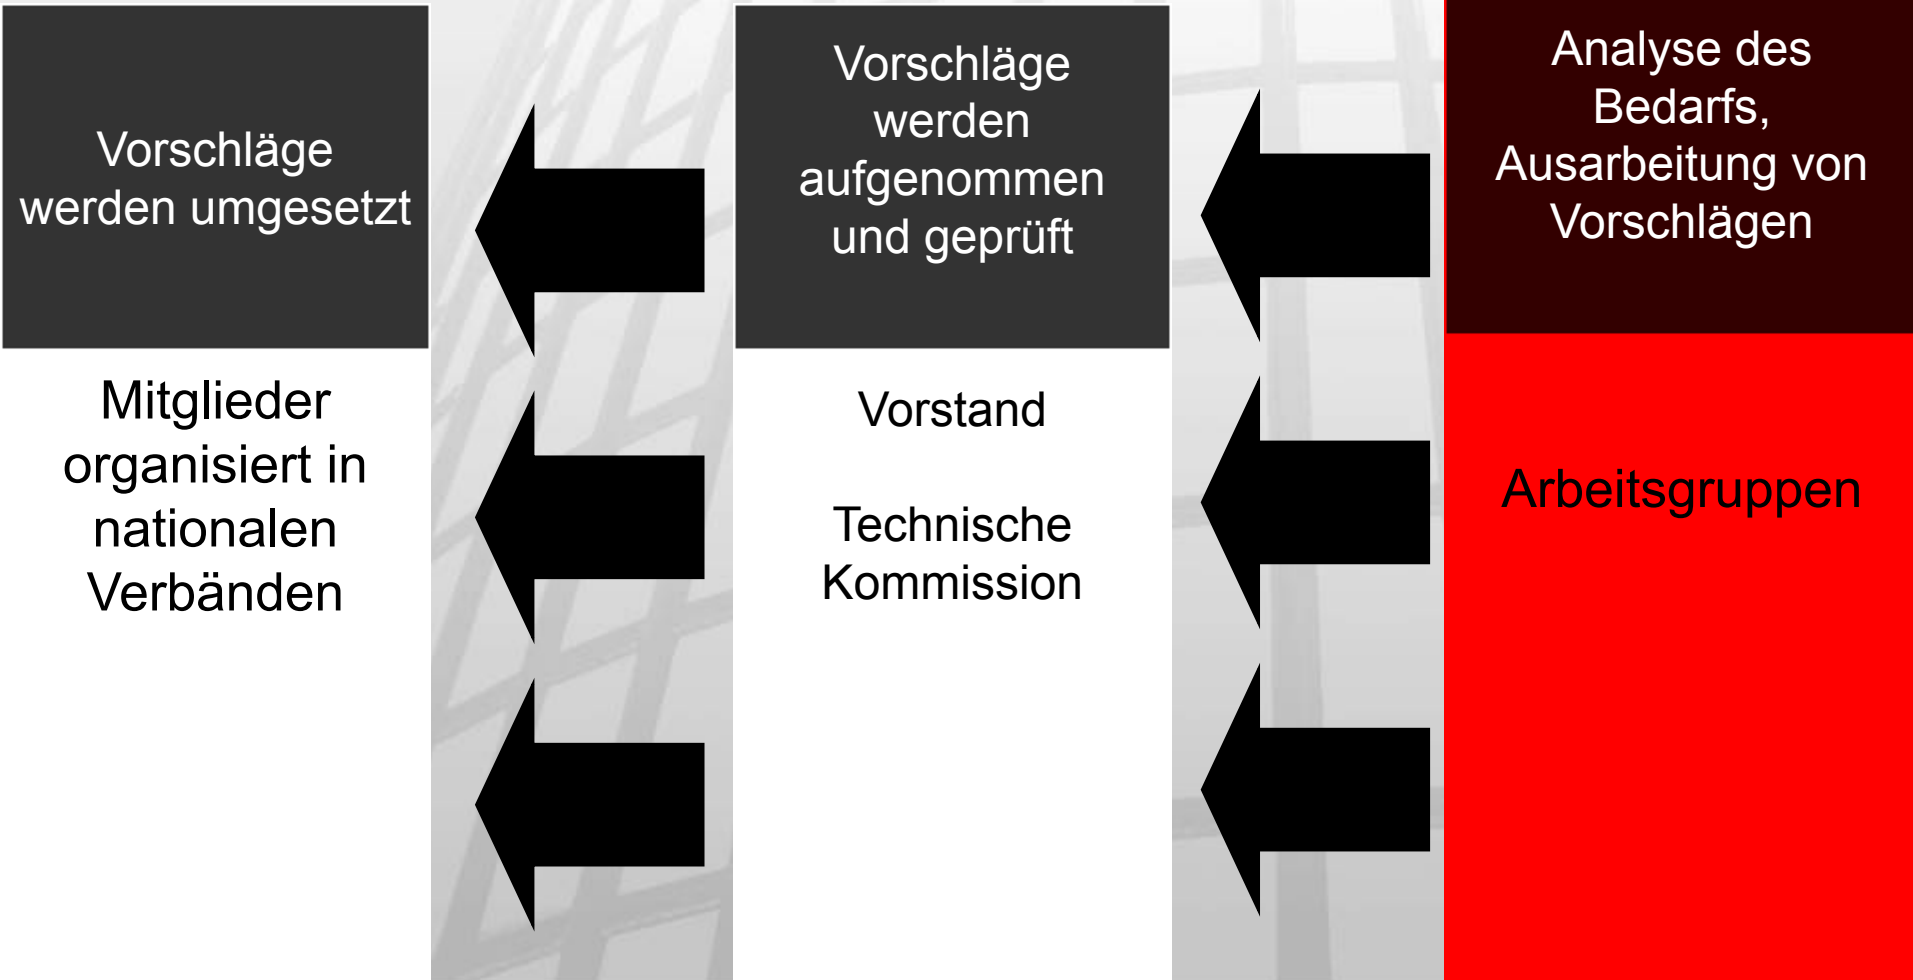 Vorschläge
werden umgesetzt
Mitglieder
organisiert in
nationalen
Verbänden
Vorschläge
werden
aufgenommen
und geprüft
Vorstand
Technische
Kommission
Analyse des
Bedarfs,
Ausarbeitung von
Vorschlägen
Arbeitsgruppen